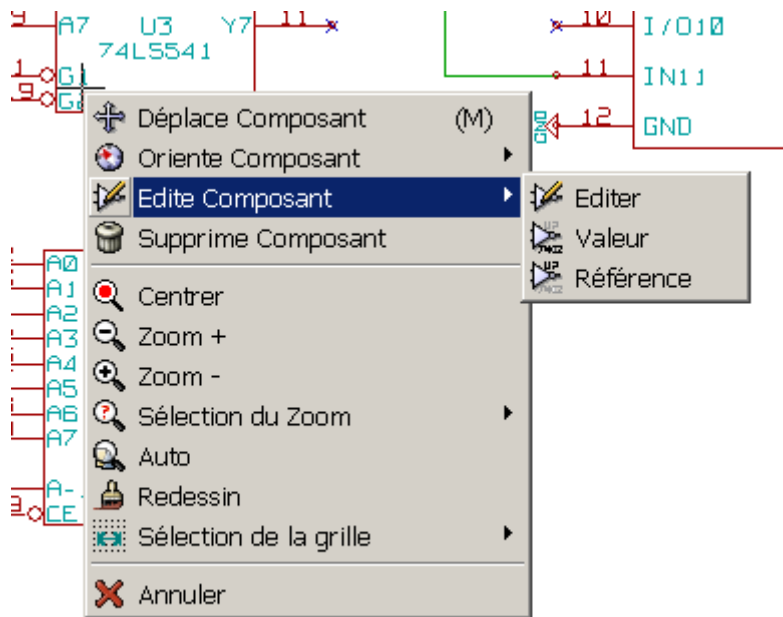 9 A7 U3 Y7 11 10 I/O10
74LS541
1 G1 11 IN11
9 G
12 GND
GND
Déplace Composant (M)
Oriente Composant
Edite Composant
Editer
Supprime Composant
Valeur
Référence
Centrer
Zoom +
Zoom -
Sélection du Zoom
Auto
Redessin
Sélection de la grille
Annuler
A0
A1
A2
A3
A4
A5
A6
A7
A-
CE